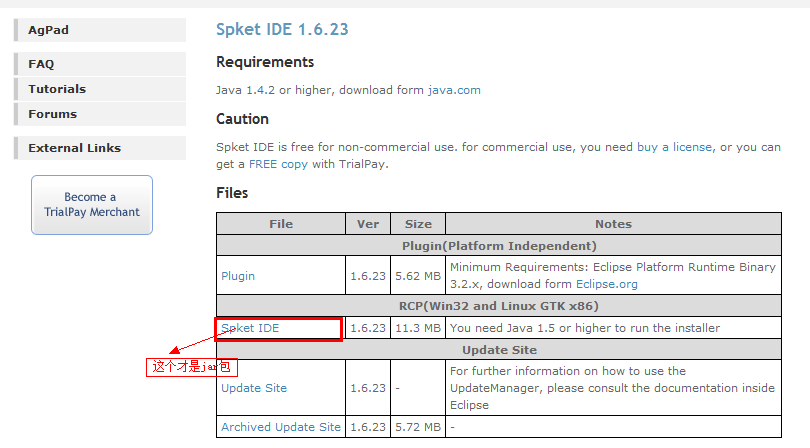 AgPad
FAQ
Tutorials
Forums
External Links
Become a
TrialPay Merchant
Spket IDE 1.6.23
Requirements
Java 1.4.2 or higher, download form java.com
Caution
Spket IDE is free for non-commercial use. for commercial use, you need buy a license, or you can
get a FREE copy with TrialPay.
Files
File Ver Size Notes
Plugin(Platform Independent)
Plugin 1.6.23 5.62 MB Minimum Requirements: Eclipse Platform Runtime Binary
3.2.x, download form Eclipse.org
RCP(Win32 and Linux GTK x86)
Spket IDE 1.6.23 11.3 MB You need Java 1.5 or higher to run the installer
这个才是jar包
Update Site
Update Site 1.6.23 - For further information on how to use the
UpdateManager, please consult the documentation inside
Eclipse
Archived Update Site 1.6.23 5.72 MB -